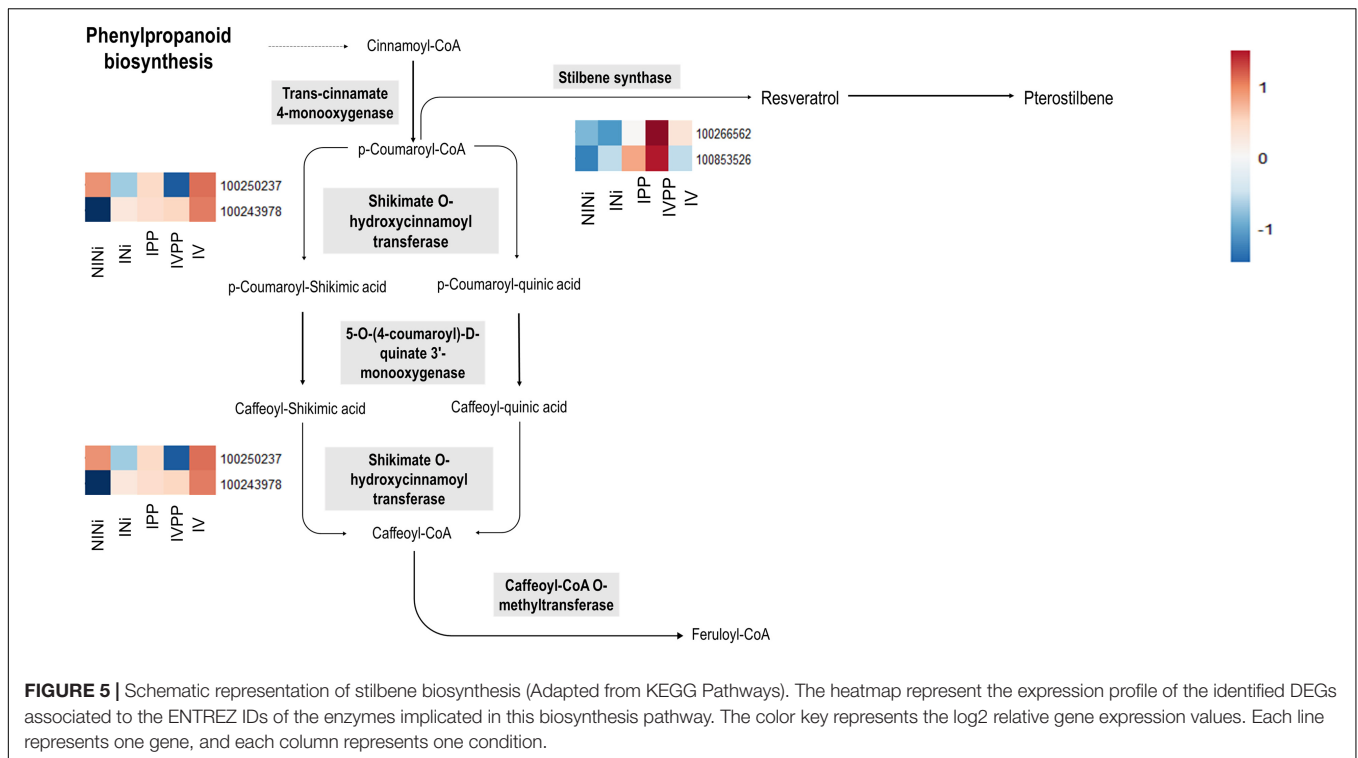 Phenylpropanoid
biosynthesis
Cinnamoyl-CoA
Trans-cinnamate
4-monooxygenase
Stilbene synthase
Resveratrol
Pterostilbene
1
0
-1
p-Coumaroyl-CoA
100266562
100853526
NINi
INi
IPP
IVPP
IV
100250237
100243978
NINi
INi
IPP
IVPP
IV
Shikimate O-
hydroxycinnamoyl
transferase
p-Coumaroyl-Shikimic acid
p-Coumaroyl-quinic acid
5-O-(4-coumaroyl)-D-
quinate 3'-
monooxygenase
Caffeoyl-Shikimic acid
Caffeoyl-quinic acid
100250237
100243978
NINi
INi
IPP
IVPP
IV
Shikimate O-
hydroxycinnamoyl
transferase
Caffeoyl-CoA
Caffeoyl-CoA O-
methyltransferase
Feruloyl-CoA
FIGURE 5 | Schematic representation of stilbene biosynthesis (Adapted from KEGG Pathways). The heatmap represent the expression profile of the identified DEGs
associated to the ENTREZ IDs of the enzymes implicated in this biosynthesis pathway. The color key represents the log2 relative gene expression values. Each line
represents one gene, and each column represents one condition.